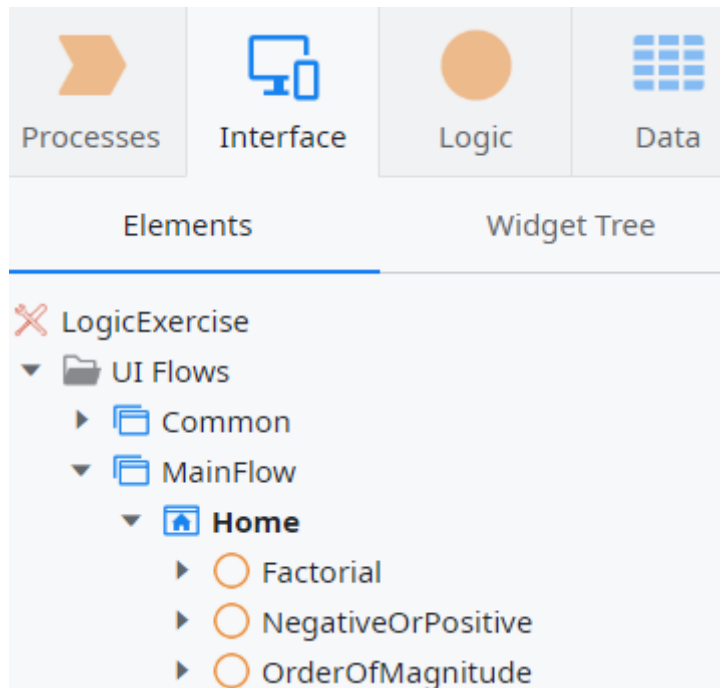 Processes Interface Logic Data
Elements Widget Tree
LogicExercise
UI Flows
Common
MainFlow
Home
Factorial
NegativeOrPositive
OrderOfMagnitude